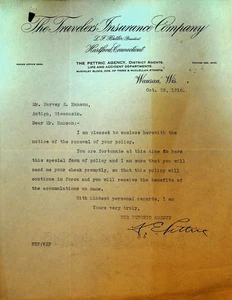 The Travelers Insurance Company
L. F. Butler, President
Hartford, Connecticut
THE PETTRIE AGENCY, District Agents
LIFE AND ACCIDENT DEPARTMENTS
Wausau, Wis.
Oct. 25, 1916.
Mr. Harvey E. Hanson,
Antigo, Wisconsin.
Dear Mr. Hanson:-
I am pleased to enclose herewith the
notice of the renewal of your policy.
You are fortunate at this time to have
this special form of policy and I am sure that you will
send me your check promptly, so that this policy
will continue in force and you will receive the benefits of
the accumulations on same.
With kindest personal regards, I am
Yours very truly,
THE PETTRIE AGENCY